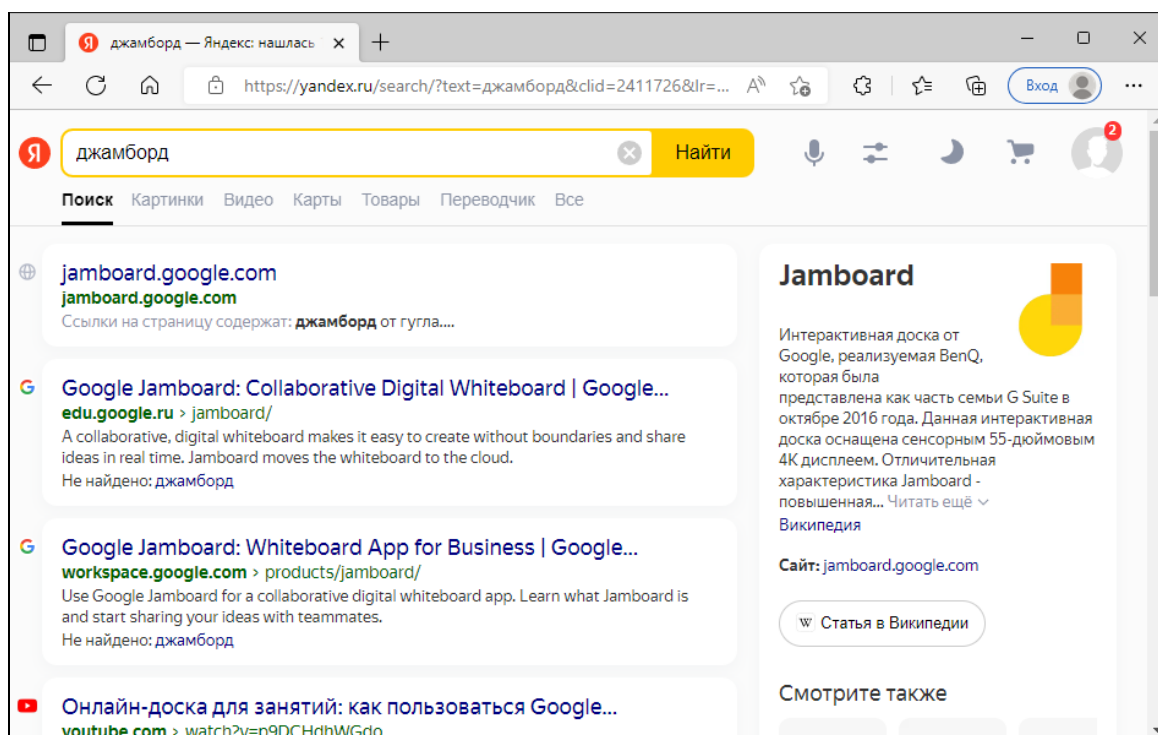 джамборд — Яндекс: нашлась
https://yandex.ru/search/?text=джамборд&clid=2411726&lr=...
Вход
джамборд
Найти
2
Поиск Картинки Видео Карты Товары Переводчик Все
jamboard.google.com
jamboard.google.com
Ссылки на страницу содержат: джамборд от гугла....
Google Jamboard: Collaborative Digital Whiteboard | Google...
edu.google.ru › jamboard/
A collaborative, digital whiteboard makes it easy to create without boundaries and share
ideas in real time. Jamboard moves the whiteboard to the cloud.
Не найдено: джамборд
Google Jamboard: Whiteboard App for Business | Google...
workspace.google.com › products/jamboard/
Use Google Jamboard for a collaborative digital whiteboard app. Learn what Jamboard is
and start sharing your ideas with teammates.
Не найдено: джамборд
Онлайн-доска для занятий: как пользоваться Google...
youtube.com › watch?v=p9DCHdhWGdo
Jamboard
Интерактивная доска от
Google, реализуемая BenQ,
которая была
представлена как часть семьи G Suite в
октябре 2016 года. Данная интерактивная
доска оснащена сенсорным 55-дюймовым
4К дисплеем. Отличительная
характеристика Jamboard -
повышенная... Читать ещё
Википедия
Сайт: jamboard.google.com
W Статья в Википедии
Смотрите также